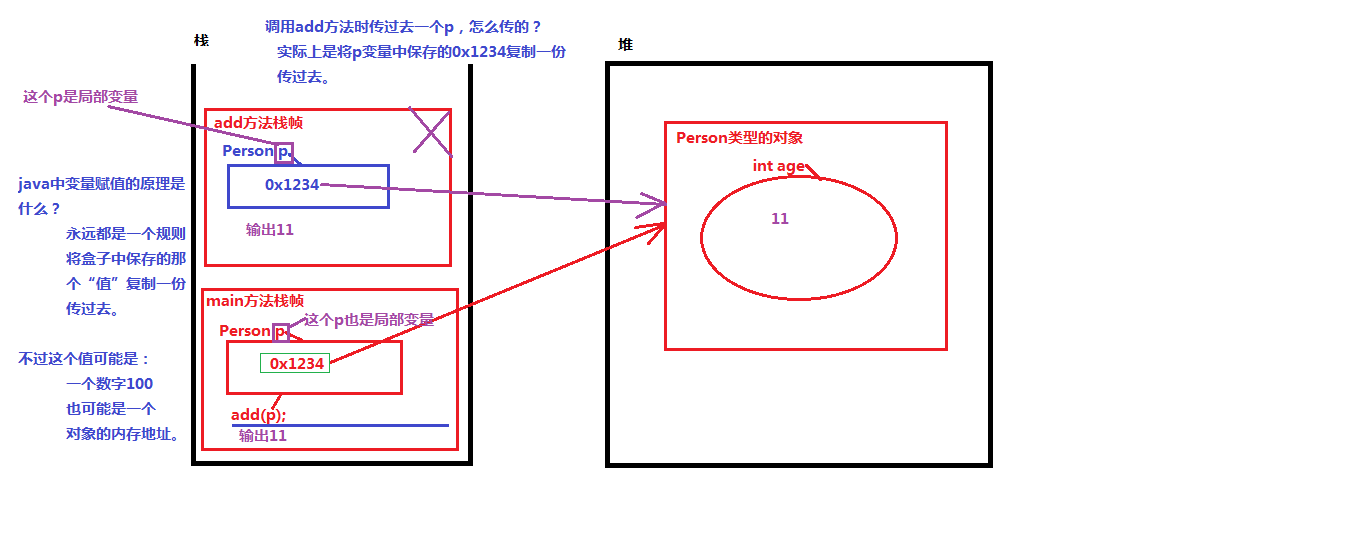 调用add方法时传过去一个p，怎么传的？
实际上是将p变量中保存的0x1234复制一份
传过去。
栈
堆
这个p是局部变量
add方法栈帧
Person p
0x1234
输出11
java中变量赋值的原理是
什么？
永远都是一个规则
将盒子中保存的那
个“值”复制一份
传过去。
不过这个值可能是：
一个数字100
也可能是一个
对象的内存地址。
main方法栈帧
Person p
这个p也是局部变量
0x1234
add(p);
输出11
Person类型的对象
int age
11